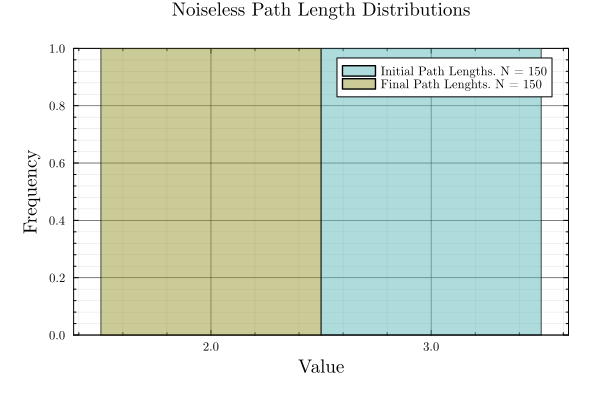 Noiseless Path Length Distributions
Initial Path Lengths. N = 150
Final Path Lenghts. N = 150
Frequency
1.0
0.8
0.6
0.4
0.2
0.0
2.0 3.0
Value